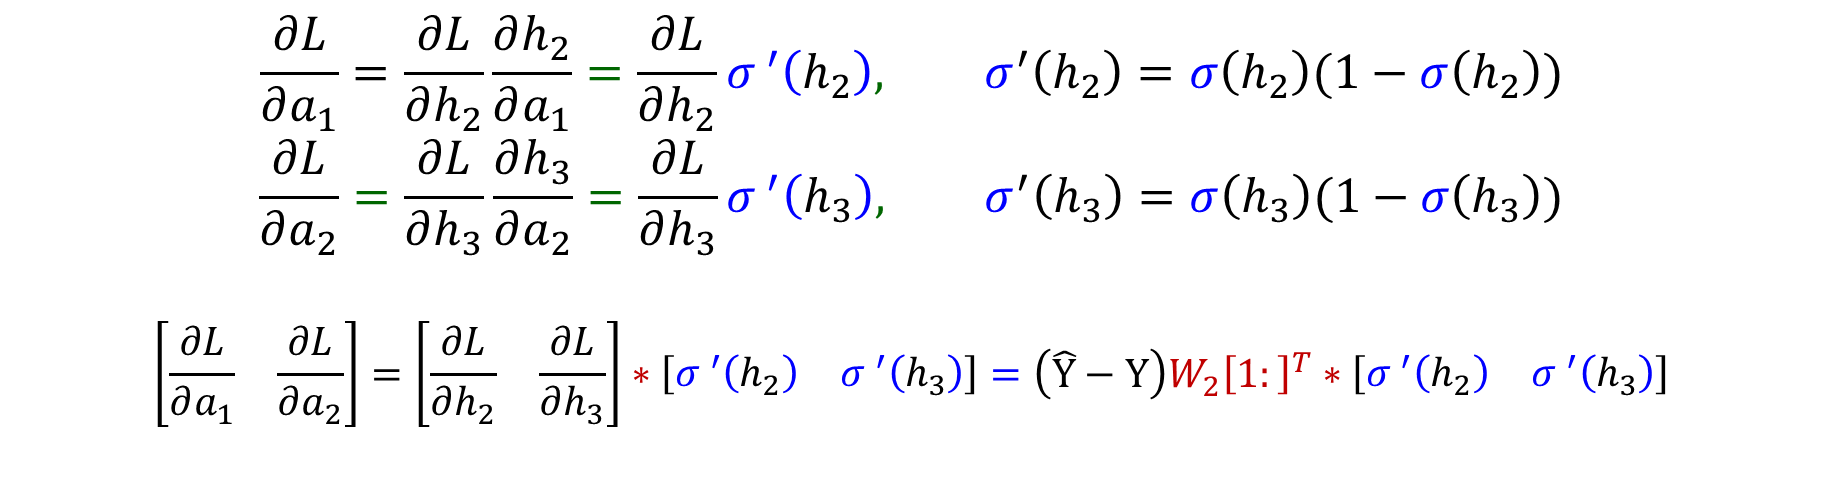 ∂L/∂a₁ = ∂L/∂h₂ ∂h₂/∂a₁ = ∂L/∂h₂ σ ′(h₂), σ′(h₂) = σ(h₂)(1 − σ(h₂))
∂L/∂a₂ = ∂L/∂h₃ ∂h₃/∂a₂ = ∂L/∂h₃ σ ′(h₃), σ′(h₃) = σ(h₃)(1 − σ(h₃))
[∂L/∂a₁ ∂L/∂a₂] = [∂L/∂h₂ ∂L/∂h₃] * [σ ′(h₂) σ ′(h₃)] = (Ŷ − Y)W₂[1: ]ᵀ * [σ ′(h₂) σ ′(h₃)]